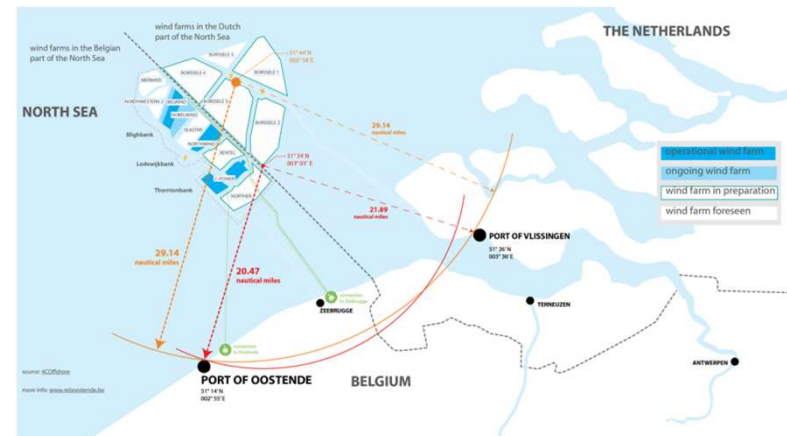 wind farms in the Dutch
part of the North Sea
wind farms in the Belgian
part of the North Sea
THE NETHERLANDS
NORTH SEA
51° 44' N
BORSSELE 5
BORSSELE 4
BORSSELE 1
MERMAID
NORTHWESTERN 2
BELWIND
BORSSELE 3
NOBELWIND
BORSSELE 2
SEASTAR
Blighbank
NORTHWIND
RENTEL
Lodewijkbank
51° 34' N
003° 03' E
C-POWER
Thorntonbank
NORTHER
29.14
nautical miles
operational wind farm
ongoing wind farm
wind farm in preparation
wind farm foreseen
21.89
nautical miles
PORT OF VLISSINGEN
51° 26' N
003° 36' E
29.14
nautical miles
20.47
nautical miles
connection
to Zeebrugge
ZEEBRUGGE
TERNEUZEN
connection
to Oostende
ANTWERPEN
source: 4COffshore
PORT OF OOSTENDE
BELGIUM
51° 14' N
002° 55' E
more info: www.reboostende.be